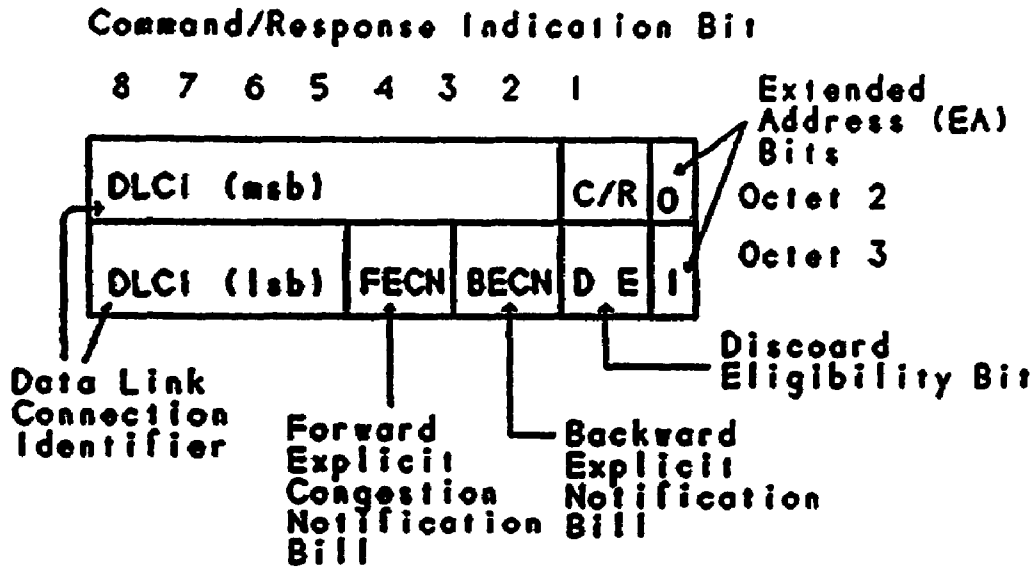 Command/Response Indication Bit
8 7 6 5 4 3 2 1
Extended
Address (EA)
Bits
DLCI (msb) C/R 0
Octet 2
DLCI (lsb) FECN BECN D E 1
Octet 3
Discoard
Eligibility Bit
Data Link
Connection
Identifier
Forward
Explicit
Congestion
Notification
Bill
Backward
Explicit
Notification
Bill